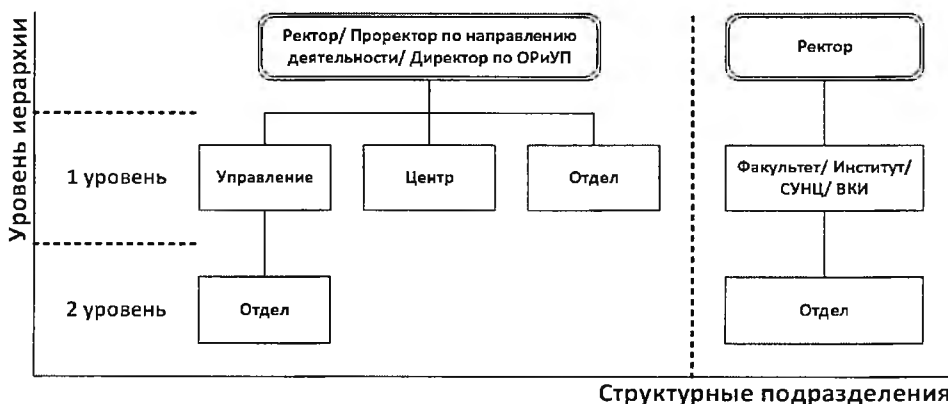 Уровень иерархии
Ректор/ Проректор по направлению
деятельности/ Директор по ОРиУП
Ректор
1 уровень
Управление
Центр
Отдел
Факультет/ Институт/
СУНЦ/ ВКИ
2 уровень
Отдел
Отдел
Структурные подразделения